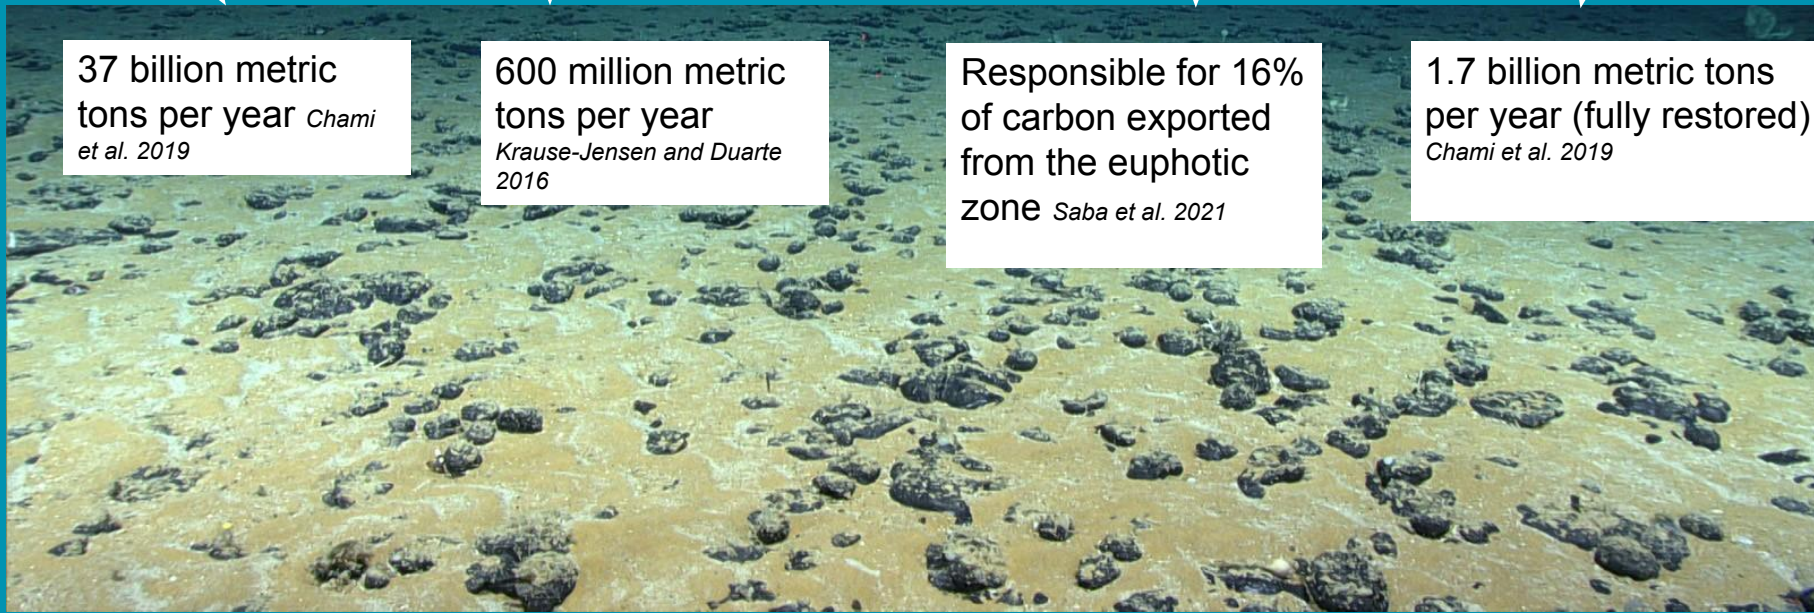 37 billion metric
tons per year Chami
et al. 2019
600 million metric
tons per year
Krause-Jensen and Duarte
2016
Responsible for 16%
of carbon exported
from the euphotic
zone Saba et al. 2021
1.7 billion metric tons
per year (fully restored)
Chami et al. 2019